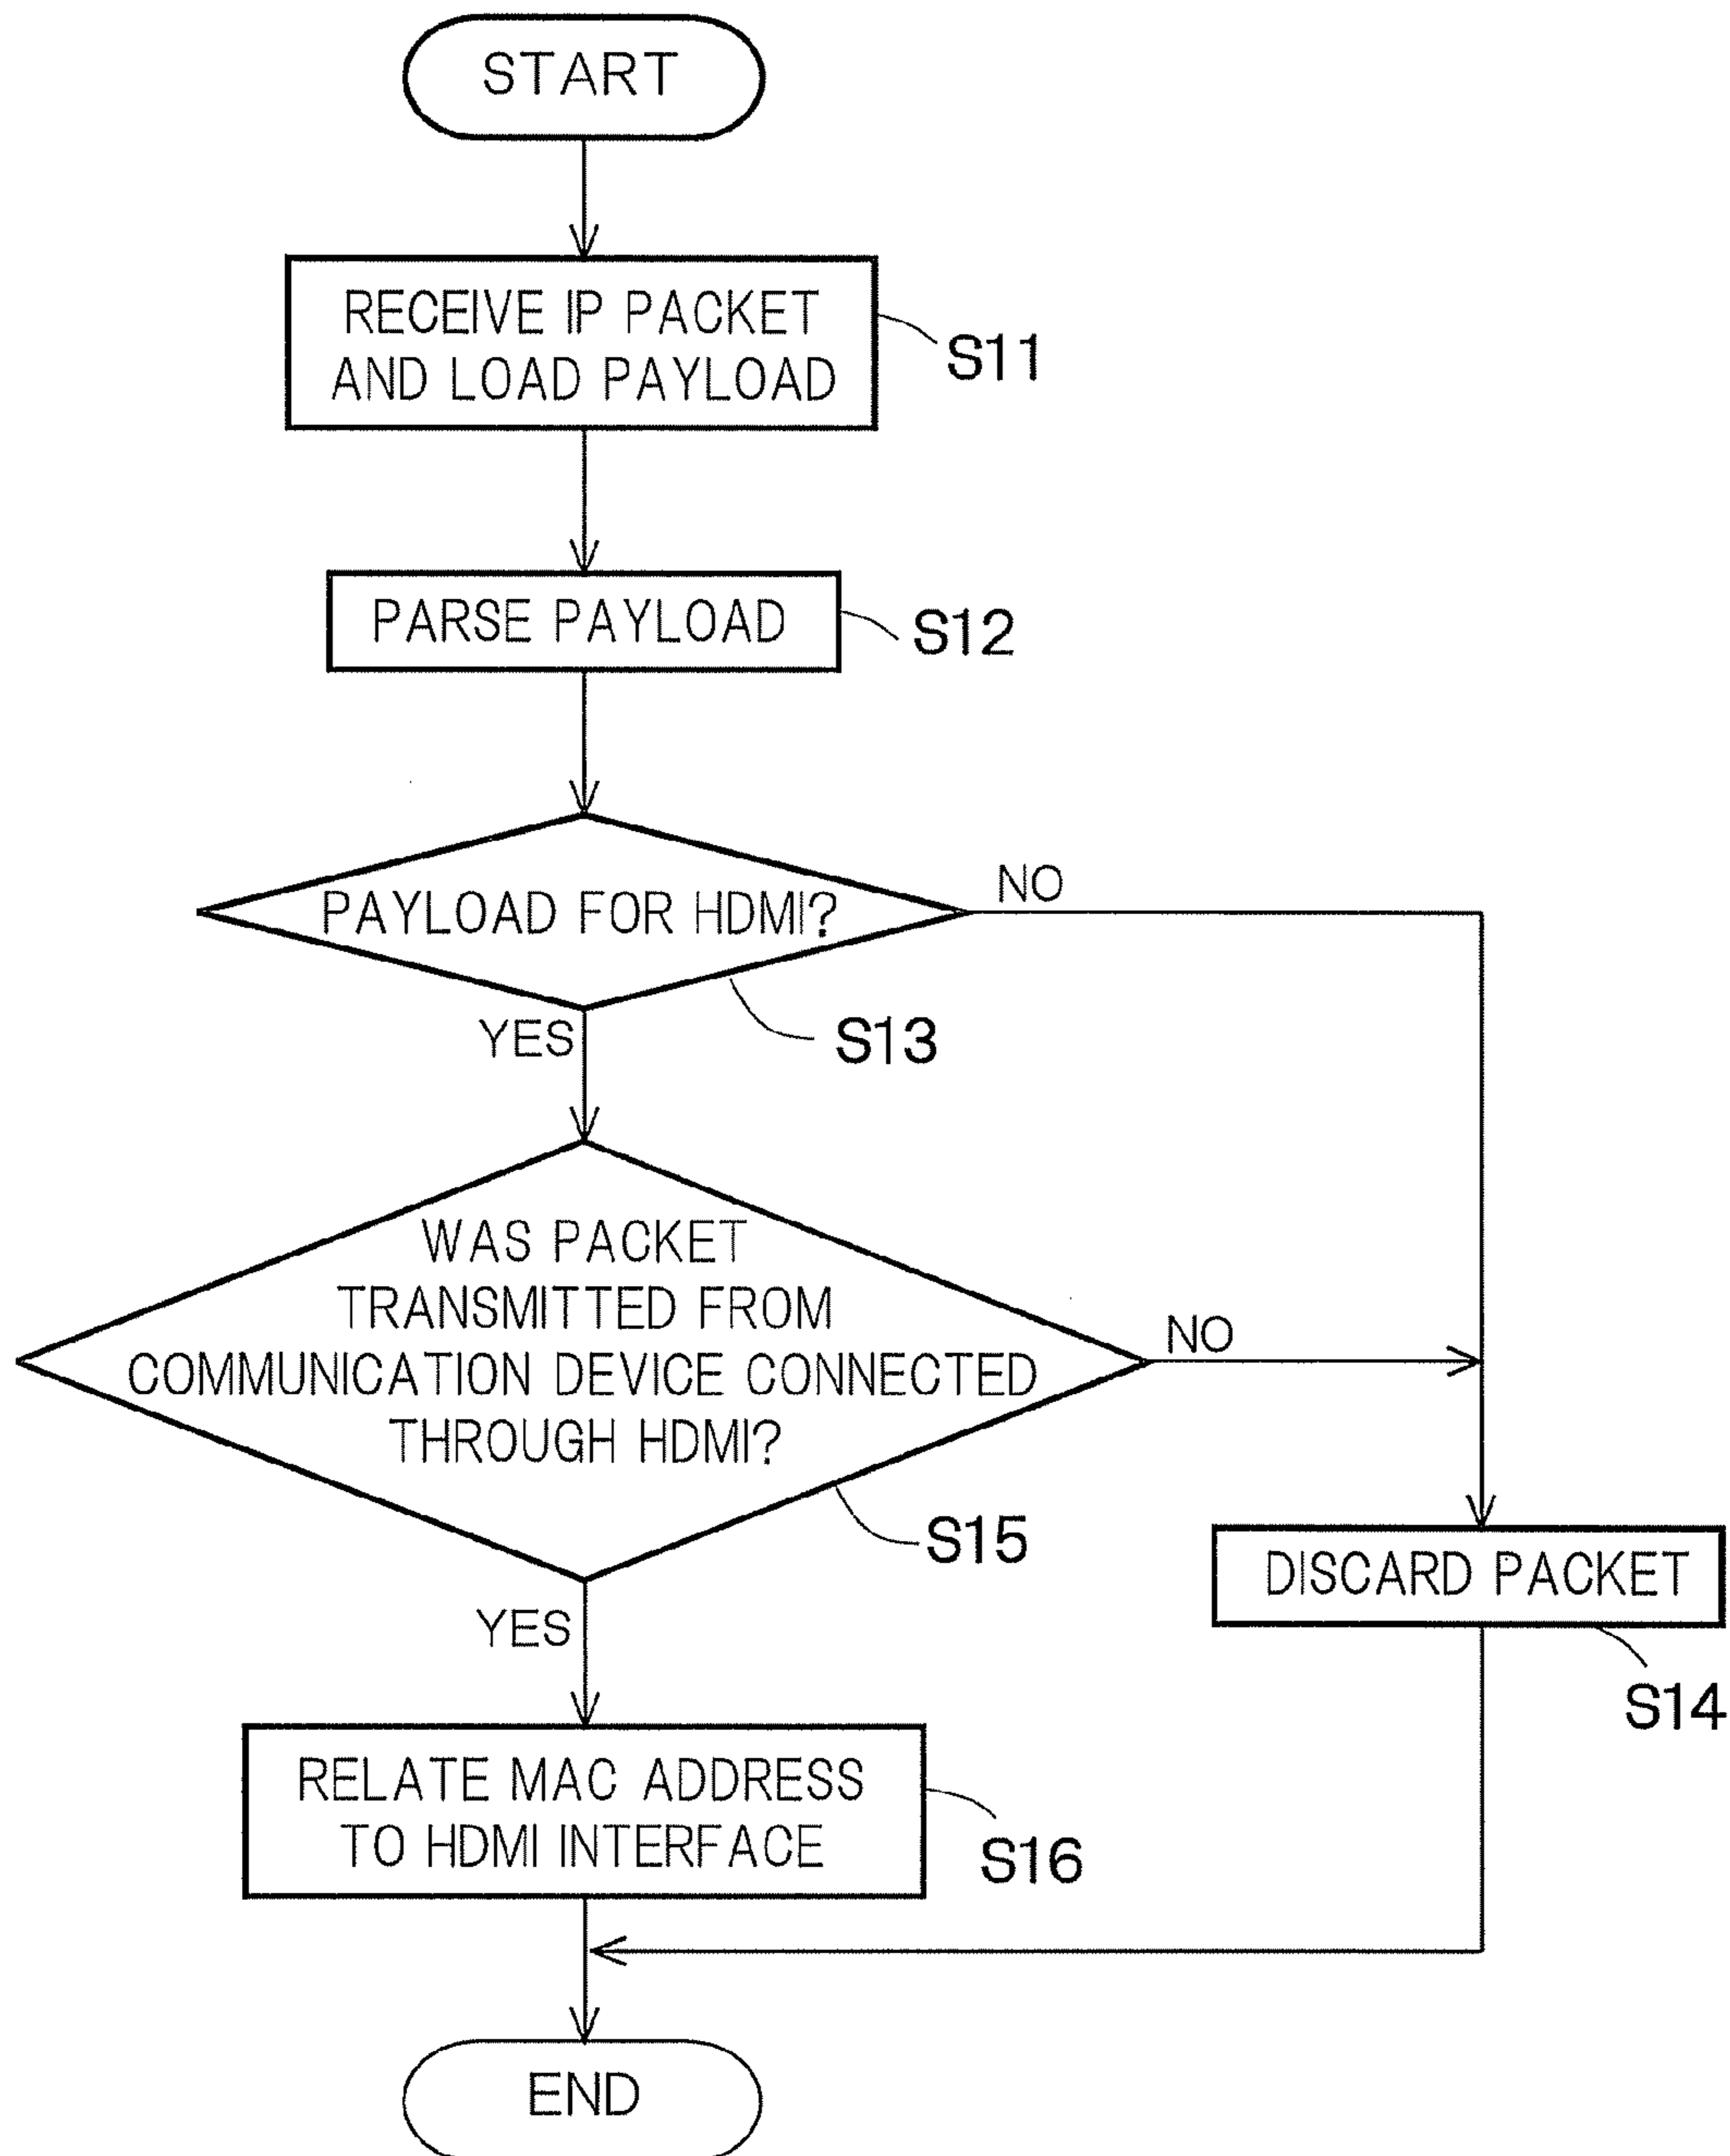 START
RECEIVE IP PACKET
AND LOAD PAYLOAD
S11
PARSE PAYLOAD
S12
PAYLOAD FOR HDMI?
NO
YES
S13
WAS PACKET
TRANSMITTED FROM
COMMUNICATION DEVICE CONNECTED
THROUGH HDMI?
NO
S15
YES
DISCARD PACKET
S14
RELATE MAC ADDRESS
TO HDMI INTERFACE
S16
END